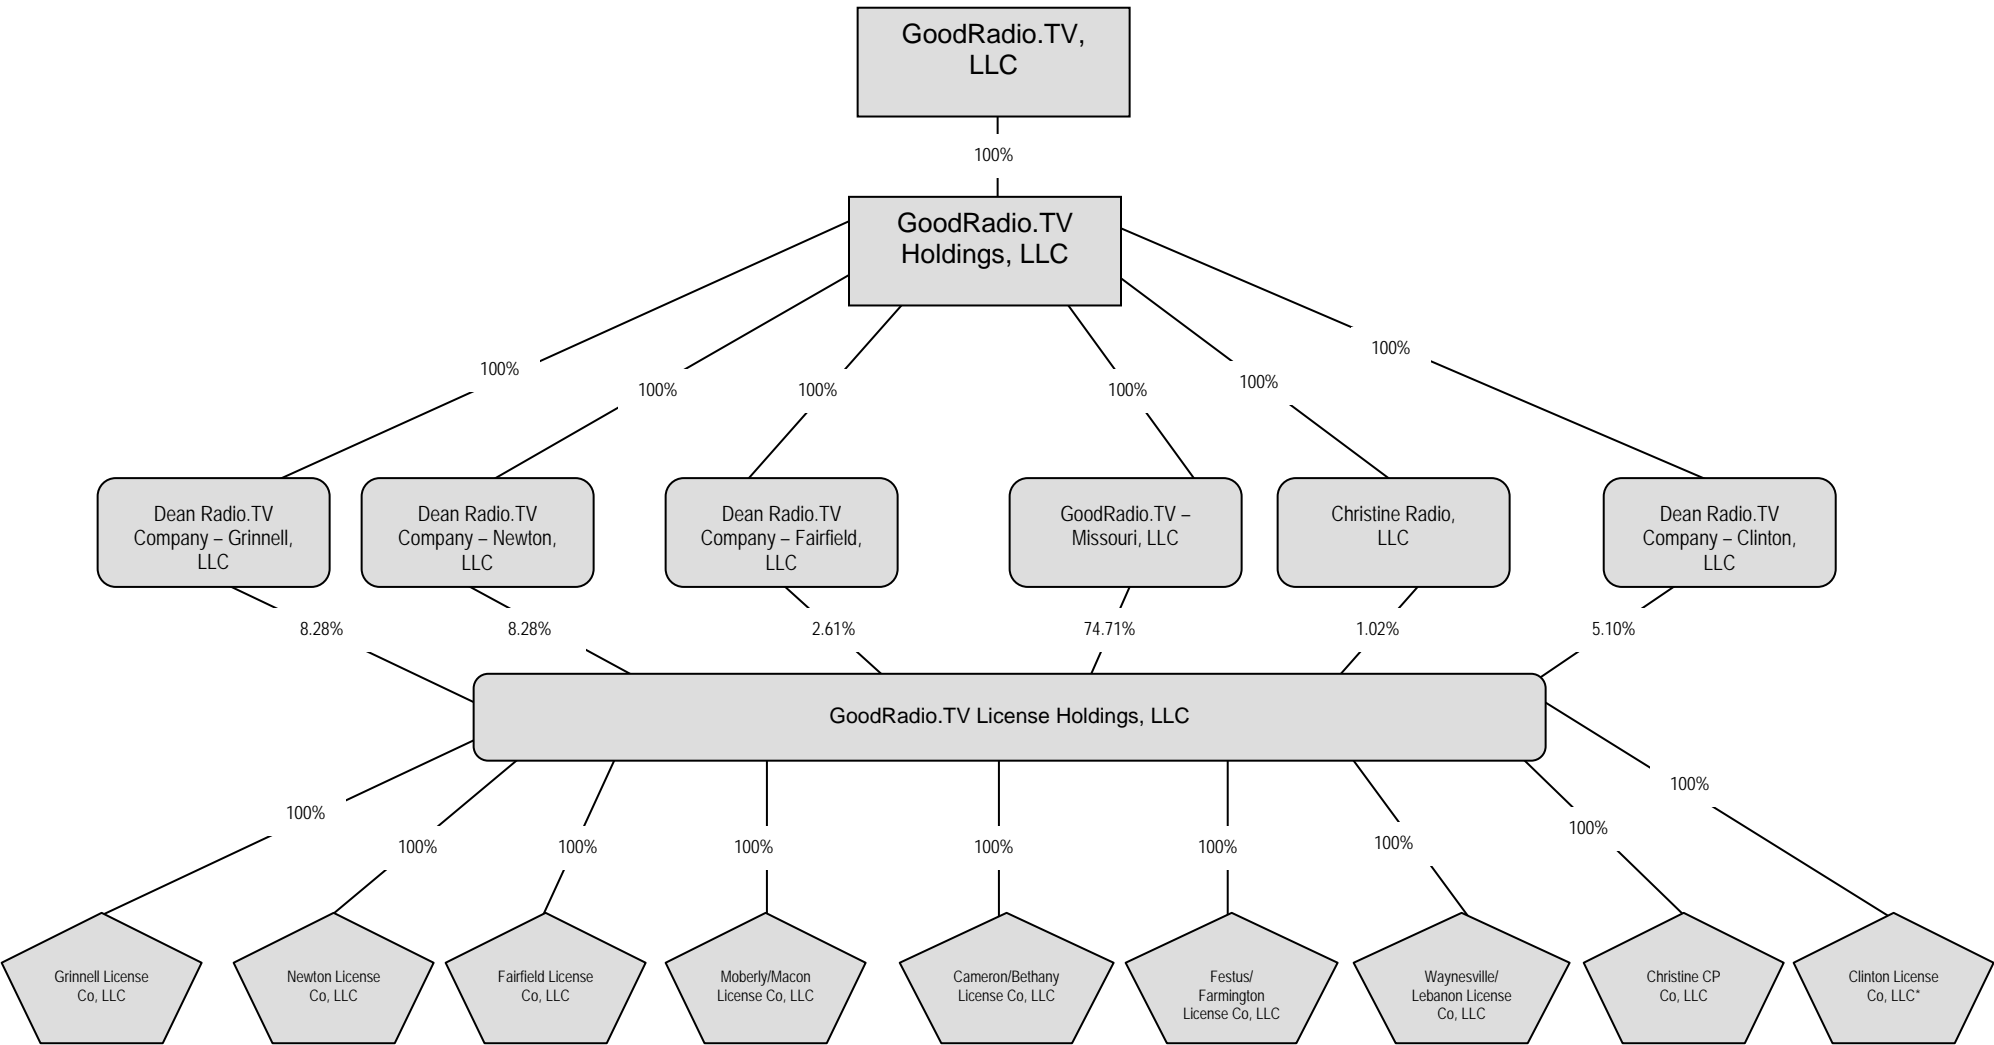 GoodRadio.TV,
LLC
100%
GoodRadio.TV
Holdings, LLC
100%
100%
100%
100%
100%
100%
Dean Radio.TV
Company – Grinnell,
LLC
Dean Radio.TV
Company – Newton,
LLC
Dean Radio.TV
Company – Fairfield,
LLC
GoodRadio.TV –
Missouri, LLC
Christine Radio,
LLC
Dean Radio.TV
Company – Clinton,
LLC
8.28%
8.28%
2.61%
74.71%
1.02%
5.10%
GoodRadio.TV License Holdings, LLC
100%
100%
100%
100%
100%
100%
100%
100%
100%
Grinnell License
Co, LLC
Newton License
Co, LLC
Fairfield License
Co, LLC
Moberly/Macon
License Co, LLC
Cameron/Bethany
License Co, LLC
Festus/
Farmington
License Co, LLC
Waynesville/
Lebanon License
Co, LLC
Christine CP
Co, LLC
Clinton License
Co, LLC*